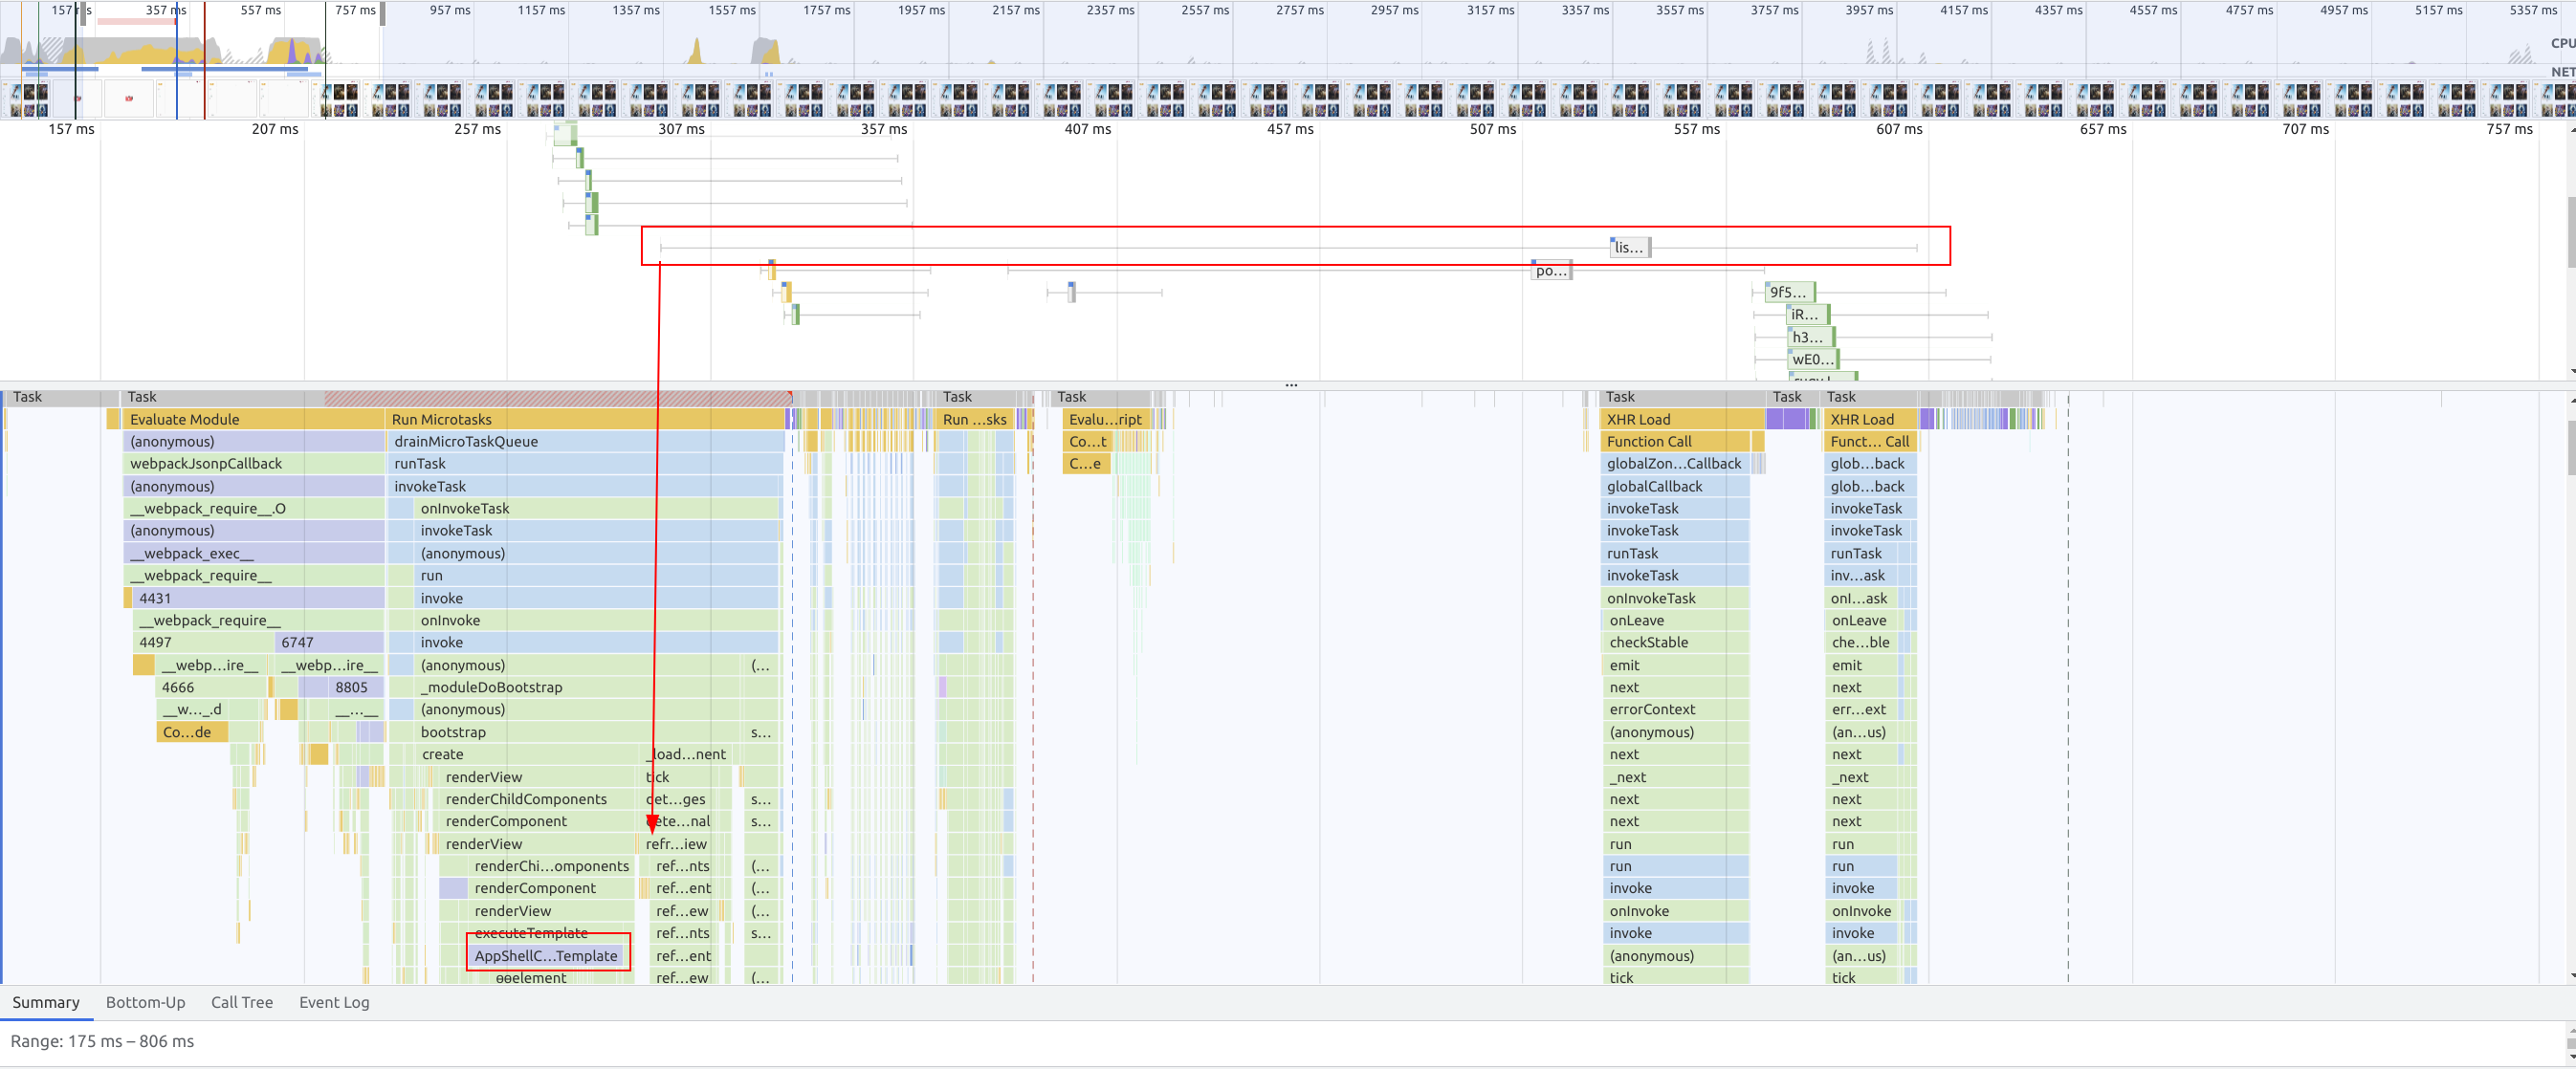 157 ms 357 ms 557 ms 757 ms 957 ms 1157 ms 1357 ms 1557 ms 1757 ms 1957 ms 2157 ms 2357 ms 2557 ms 2757 ms 2957 ms 3157 ms 3357 ms 3557 ms 3757 ms 3957 ms 4157 ms 4357 ms 4557 ms 4757 ms 4957 ms 5157 ms 5357 ms
CPU
NET
157 ms 207 ms 257 ms 307 ms 357 ms 407 ms 457 ms 507 ms 557 ms 607 ms 657 ms 707 ms 757 ms
lis…
po…
9f5…
iR…
h3…
wE0…
...
Task Task Task Task Task Task Task
Evaluate Module Run Microtasks Run …sks Evalu…ript XHR Load XHR Load
(anonymous) drainMicroTaskQueue Co…t Function Call Funct… Call
webpackJsonpCallback runTask C…e globalZon…Callback glob…back
(anonymous) invokeTask globalCallback glob…back
__webpack_require__.O onInvokeTask invokeTask invokeTask
(anonymous) invokeTask invokeTask invokeTask
__webpack_exec__ (anonymous) runTask runTask
__webpack_require__ run invokeTask inv…ask
4431 invoke onInvokeTask onI…ask
__webpack_require__ onInvoke onLeave onLeave
4497 6747 invoke checkStable che…ble
__webp…ire__ __webp…ire__ (anonymous) (… emit emit
4666 8805 _moduleDoBootstrap next next
__w…_.d __…__ (anonymous) errorContext err…ext
Co…de bootstrap s… (anonymous) (an…us)
create _load…nent next next
renderView tick _next _next
renderChildComponents det…ges s… next next
renderComponent dete…nal s… next next
renderView refr…iew run run
renderChi…omponents ref…nts (… run run
renderComponent ref…ent (… invoke invoke
renderView ref…ew (… onInvoke onInvoke
executeTemplate ref…nts s… invoke invoke
AppShellC…Template ref…ent (anonymous) (an…us)
ɵɵelement ref…ew (… tick tick
Summary Bottom-Up Call Tree Event Log
Range: 175 ms – 806 ms